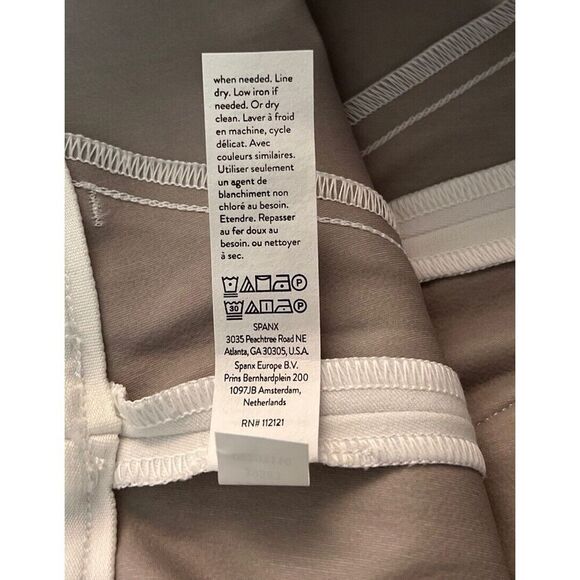 when needed. Line
dry. Low iron if
needed. Or dry
clean. Laver à froid
en machine, cycle
délicat. Avec
couleurs similaires.
Utiliser seulement
un agent de
blanchiment non
chloré au besoin.
Etendre. Repasser
au fer doux au
besoin. ou nettoyer
à sec.
P
30 P
SPANX
3035 Peachtree Road NE
Atlanta, GA 30305, U.S.A.
Spanx Europe B.V.
Prins Bernhardplein 200
1097JB Amsterdam,
Netherlands
RN# 112121